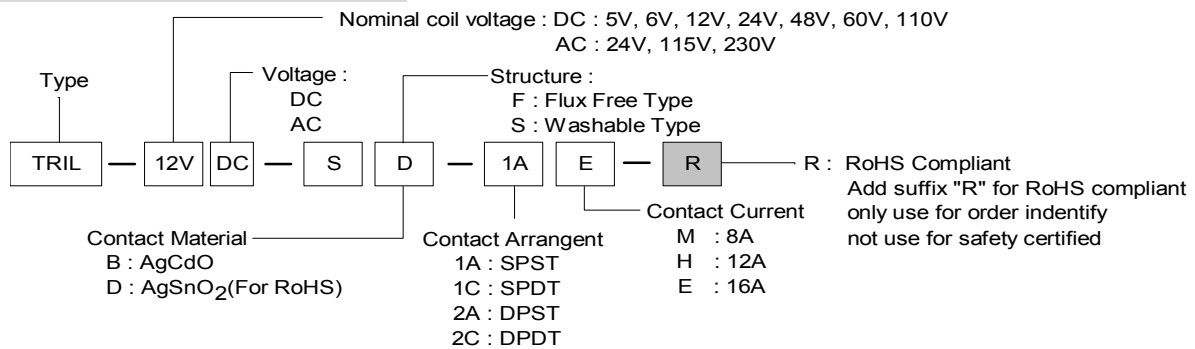 Nominal coil voltage : DC : 5V, 6V, 12V, 24V, 48V, 60V, 110V
AC : 24V, 115V, 230V
Type
Voltage :
DC
AC
Structure :
F : Flux Free Type
S : Washable Type
TRIL — 12V DC — S D — 1A E — R
R : RoHS Compliant
Add suffix "R" for RoHS compliant
only use for order indentify
not use for safety certified
Contact Material
B : AgCdO
D : AgSnO2(For RoHS)
Contact Arrangent
1A : SPST
1C : SPDT
2A : DPST
2C : DPDT
Contact Current
M : 8A
H : 12A
E : 16A